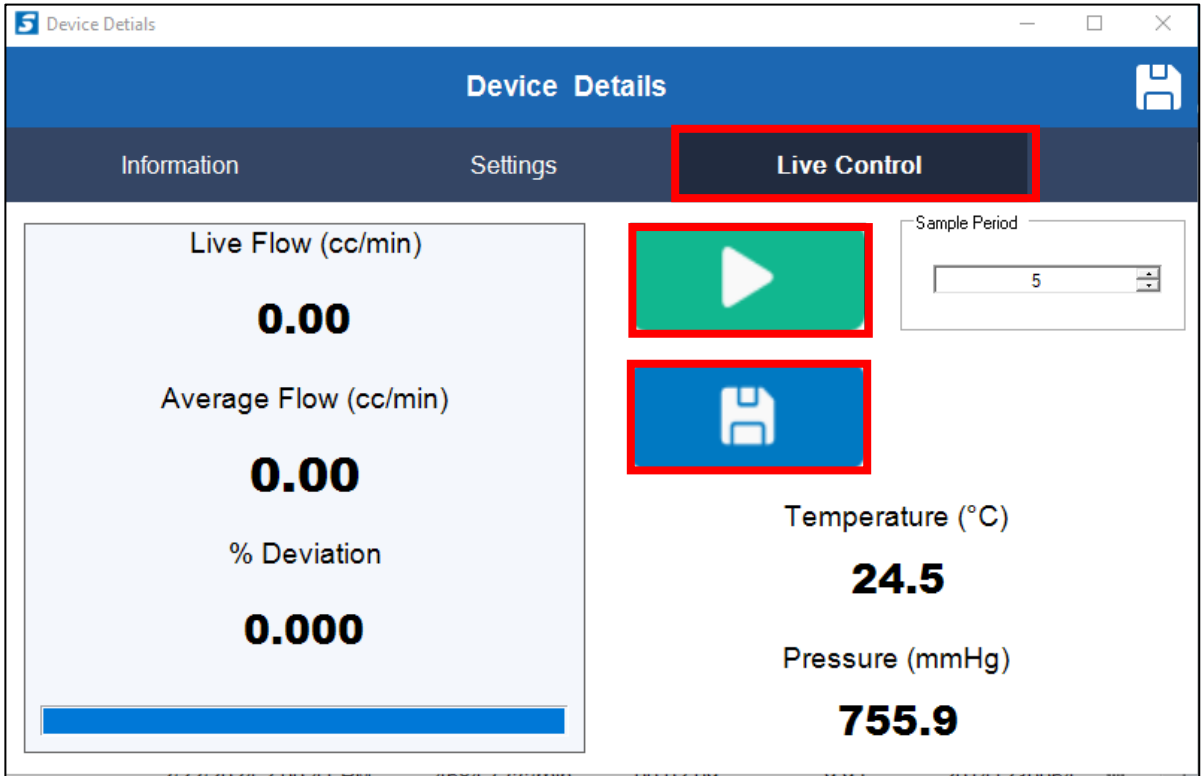 Device Detials
Device Details
Information Settings Live Control
Live Flow (cc/min)
0.00
Average Flow (cc/min)
0.00
% Deviation
0.000
Sample Period
5
Temperature (°C)
24.5
Pressure (mmHg)
755.9